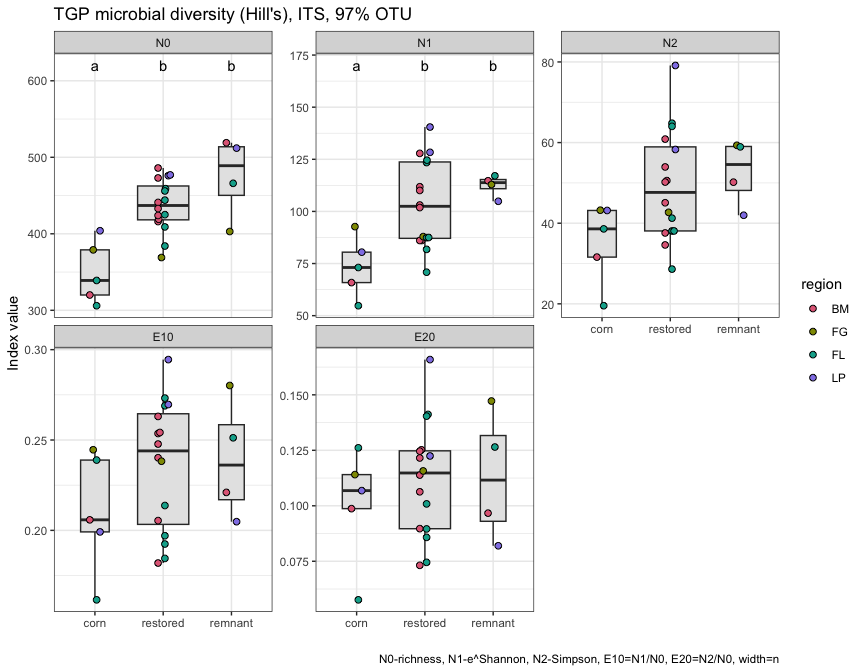 TGP microbial diversity (Hill's), ITS, 97% OTU
N0
N1
N2
a b b
a b b
600
500
400
300
175
150
125
100
75
50
80
60
40
20
corn restored remnant
E10
E20
0.30
0.25
0.20
0.150
0.125
0.100
0.075
corn restored remnant
corn restored remnant
Index value
region
BM
FG
FL
LP
N0-richness, N1-e^Shannon, N2-Simpson, E10=N1/N0, E20=N2/N0, width=n